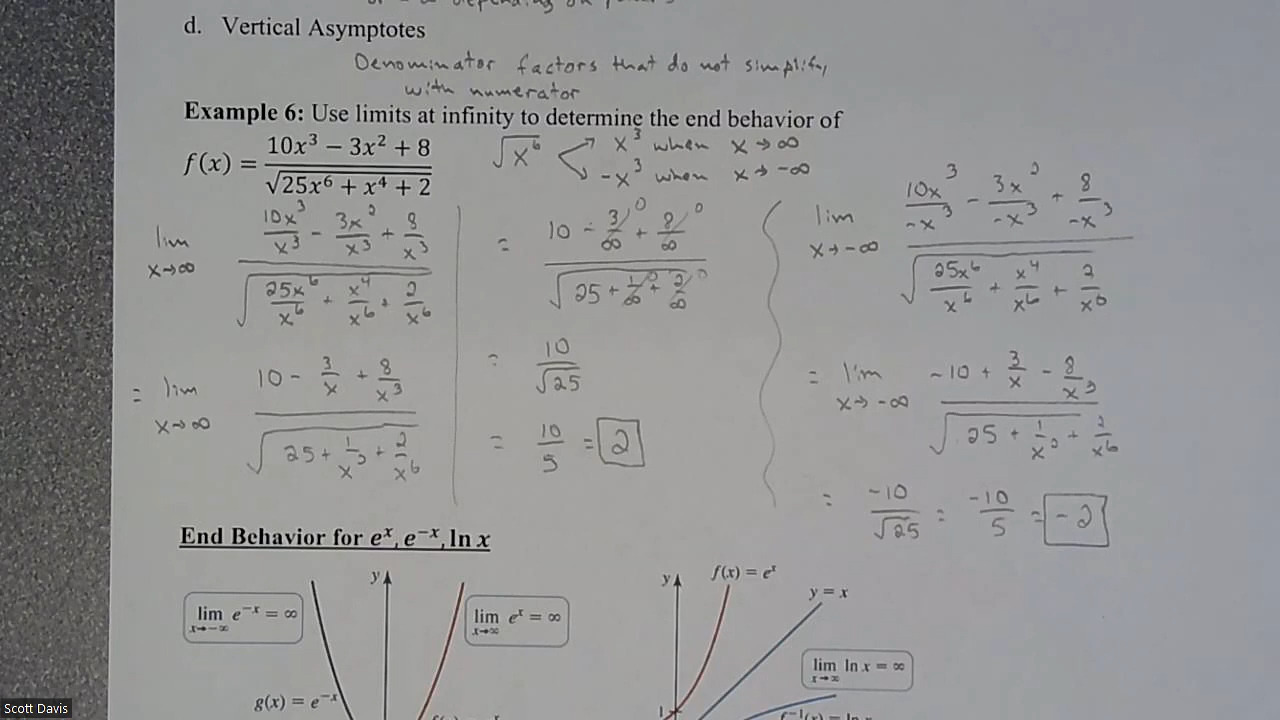 d. Vertical Asymptotes
Denominator factors that do not simplify
with numerator
Example 6: Use limits at infinity to determine the end behavior of
f(x) = (10x³ − 3x² + 8)/√(25x⁶ + x⁴ + 2)
√x⁶ x³ when x → ∞
-x³ when x → -∞
lim x→∞ (10x³/x³ - 3x²/x³ + 8/x³)/√(25x⁶/x⁶ + x⁴/x⁶ + 2/x⁶)
= lim x→∞ (10 - 3/x + 8/x³)/√(25 + 1/x² + 2/x⁶)
= (10 - 3/∞ 0 + 8/∞ 0)/√(25 + 1/∞ 0 + 2/∞ 0)
= 10/√25
= 10/5 = 2
lim x→-∞ (10x³/-x³ - 3x²/-x³ + 8/-x³)/√(25x⁶/x⁶ + x⁴/x⁶ + 2/x⁶)
= lim x→-∞ (-10 + 3/x - 8/x³)/√(25 + 1/x² + 2/x⁶)
= -10/√25 = -10/5 = -2
End Behavior for eˣ, e⁻ˣ, ln x
y
lim x→−∞ e⁻ˣ = ∞
lim x→∞ eˣ = ∞
g(x) = e⁻ˣ
y
f(x) = eˣ
y = x
lim x→∞ ln x = ∞
1
Scott Davis